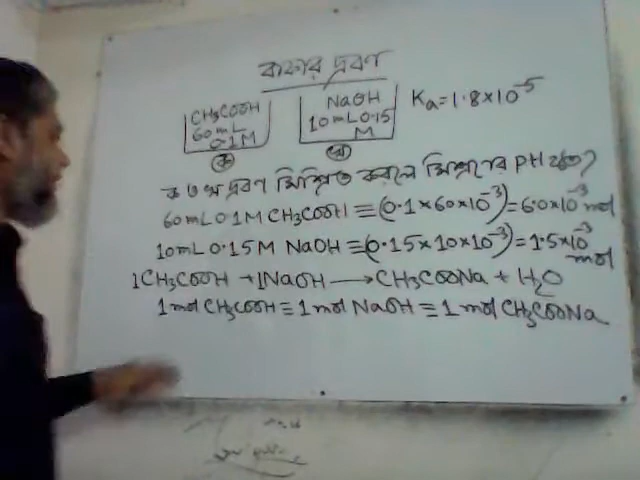 বাফার দ্রবণ
CH3COOH
60mL
0.1M
ক
NaOH
10mL 0.15
M
খ
Ka=1.8×10⁻⁵
ক ও খ দ্রবণ মিশ্রিত করলে মিশ্রণের pH কত?
60mL 0.1M CH3COOH ≡ (0.1×60×10⁻³) = 6.0×10⁻³ mol
10mL 0.15M NaOH ≡ (0.15×10×10⁻³) = 1.5×10⁻³ mol
1CH3COOH + 1NaOH ⟶ CH3COONa + H2O
1 mol CH3COOH ≡ 1 mol NaOH ≡ 1 mol CH3COONa